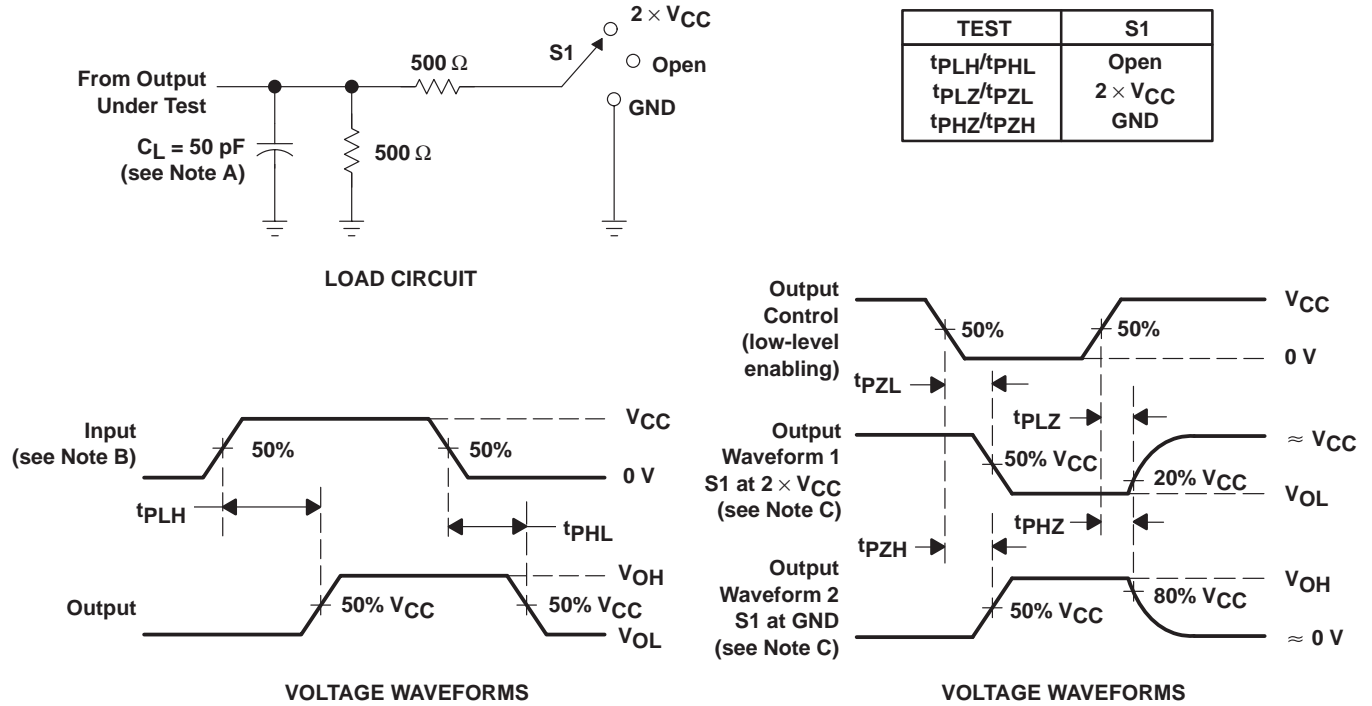 2 × VCC
S1
Open
GND
500 Ω
From Output
Under Test
CL = 50 pF
(see Note A)
500 Ω
LOAD CIRCUIT
TEST S1
tPLH/tPHL Open
tPLZ/tPZL 2 × VCC
tPHZ/tPZH GND
Input
(see Note B)
50%
50%
VCC
0 V
tPLH
tPHL
Output
50% VCC
50% VCC
VOH
VOL
VOLTAGE WAVEFORMS
Output
Control
(low-level
enabling)
50%
50%
VCC
0 V
tPZL
tPLZ
Output
Waveform 1
S1 at 2 × VCC
(see Note C)
50% VCC
20% VCC
≈ VCC
VOL
tPZH
tPHZ
Output
Waveform 2
S1 at GND
(see Note C)
50% VCC
80% VCC
VOH
≈ 0 V
VOLTAGE WAVEFORMS